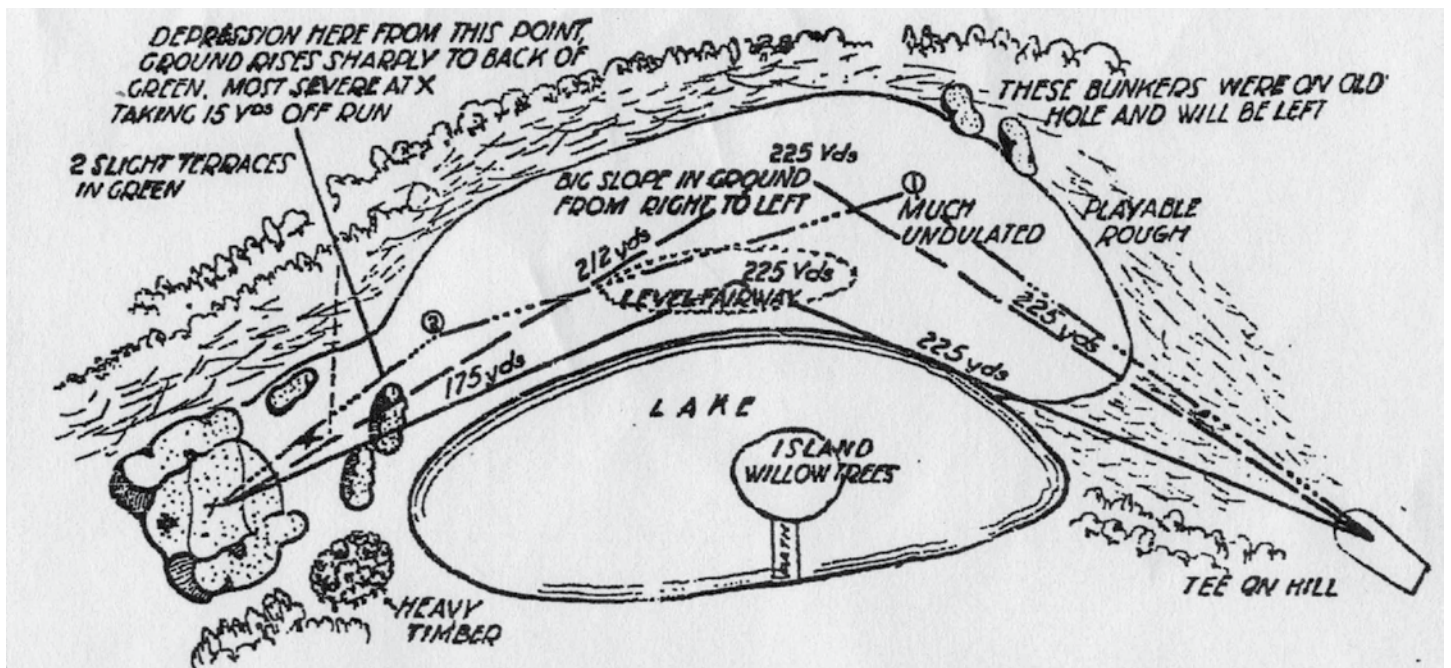 DEPRESSION HERE FROM THIS POINT,
GROUND RISES SHARPLY TO BACK OF
GREEN, MOST SEVERE AT X
TAKING 15 YDS OFF RUN
2 SLIGHT TERRACES
IN GREEN
THESE BUNKERS WERE ON OLD
HOLE AND WILL BE LEFT
225 Yds
BIG SLOPE IN GROUND
FROM RIGHT TO LEFT
1
MUCH
UNDULATED
PLAYABLE
ROUGH
212 yds
225 Yds
LEVEL FAIRWAY
225 yds
2
175 yds
225 yds
LAKE
ISLAND
WILLOW TREES
X
PATH
TEE ON HILL
HEAVY
TIMBER